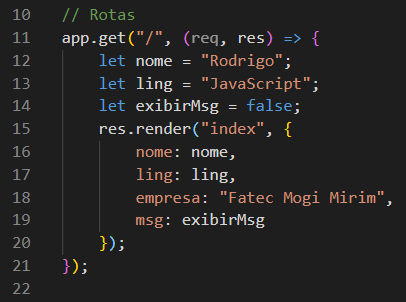 10 // Rotas
11 app.get("/", (req, res) => {
12     let nome = "Rodrigo";
13     let ling = "JavaScript";
14     let exibirMsg = false;
15     res.render("index", {
16         nome: nome,
17         ling: ling,
18         empresa: "Fatec Mogi Mirim",
19         msg: exibirMsg
20     });
21 });
22